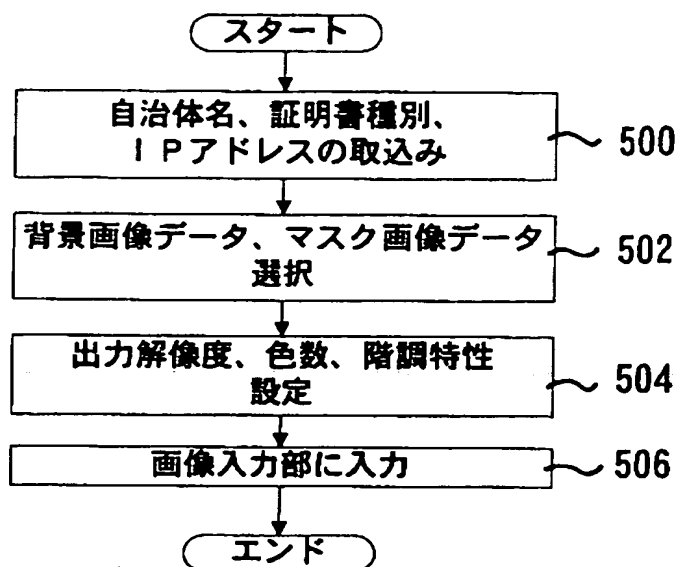 スタート
自治体名、証明書種別、
ＩＰアドレスの取込み
500
背景画像データ、マスク画像データ
選択
502
出力解像度、色数、階調特性
設定
504
画像入力部に入力
506
エンド